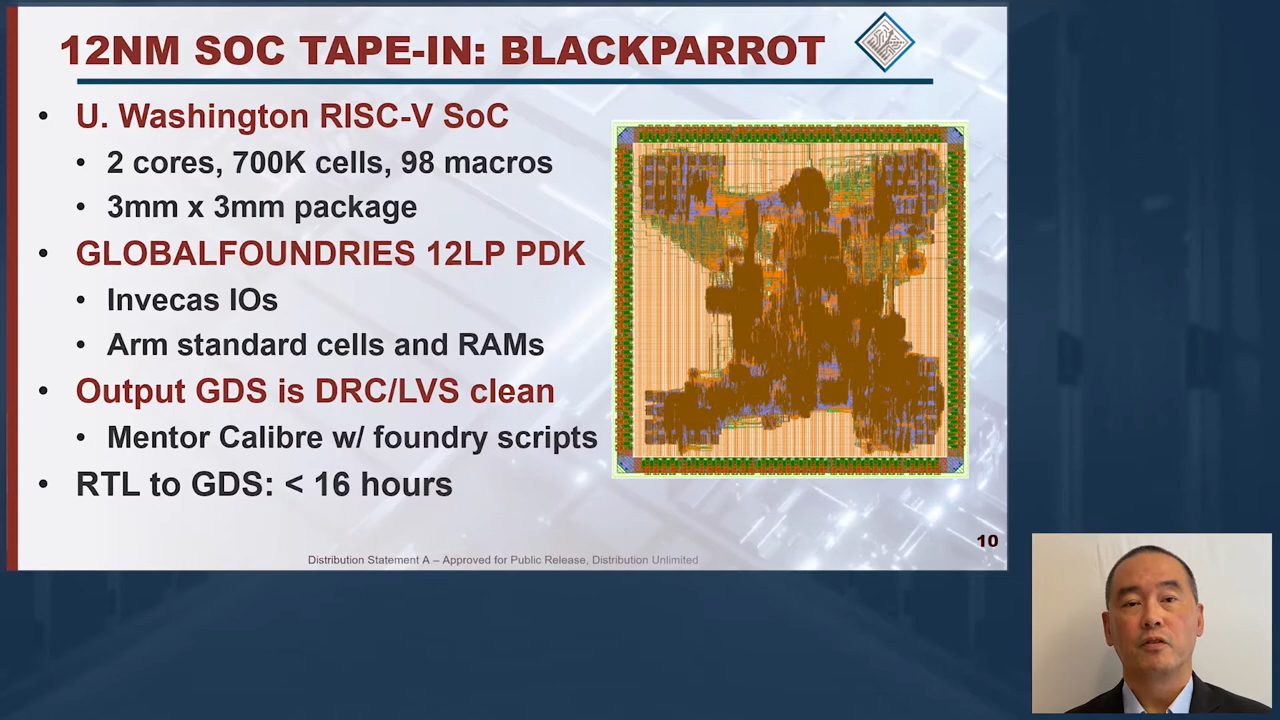 12NM SOC TAPE-IN: BLACKPARROT
• U. Washington RISC-V SoC
• 2 cores, 700K cells, 98 macros
• 3mm x 3mm package
• GLOBALFOUNDRIES 12LP PDK
• Invecas IOs
• Arm standard cells and RAMs
• Output GDS is DRC/LVS clean
• Mentor Calibre w/ foundry scripts
• RTL to GDS: < 16 hours
10
Distribution Statement A – Approved for Public Release, Distribution Unlimited